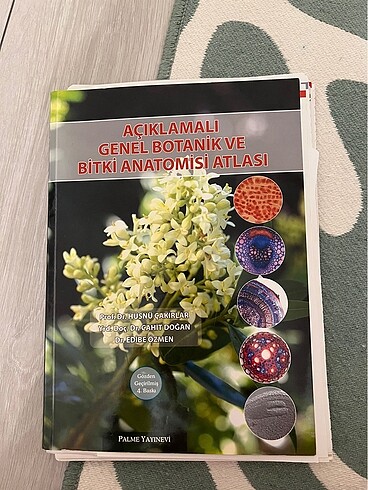 AÇIKLAMALI
GENEL BOTANİK VE
BİTKİ ANATOMİSİ ATLASI
Prof. Dr. HÜSNÜ ÇAKIRLAR
Yrd. Doç. Dr. CAHİT DOĞAN
Dr. EDİBE ÖZMEN
Gözden
Geçirilmiş
4. Baskı
PALME YAYINEVİ